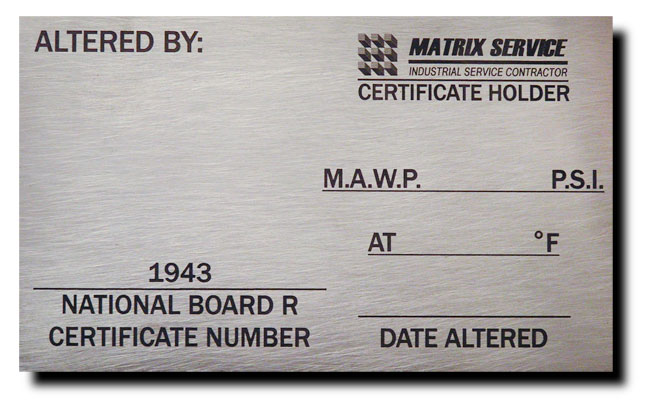 ALTERED BY:
MATRIX SERVICE
INDUSTRIAL SERVICE CONTRACTOR
CERTIFICATE HOLDER
M.A.W.P. P.S.I.
AT °F
1943
NATIONAL BOARD R
CERTIFICATE NUMBER
DATE ALTERED